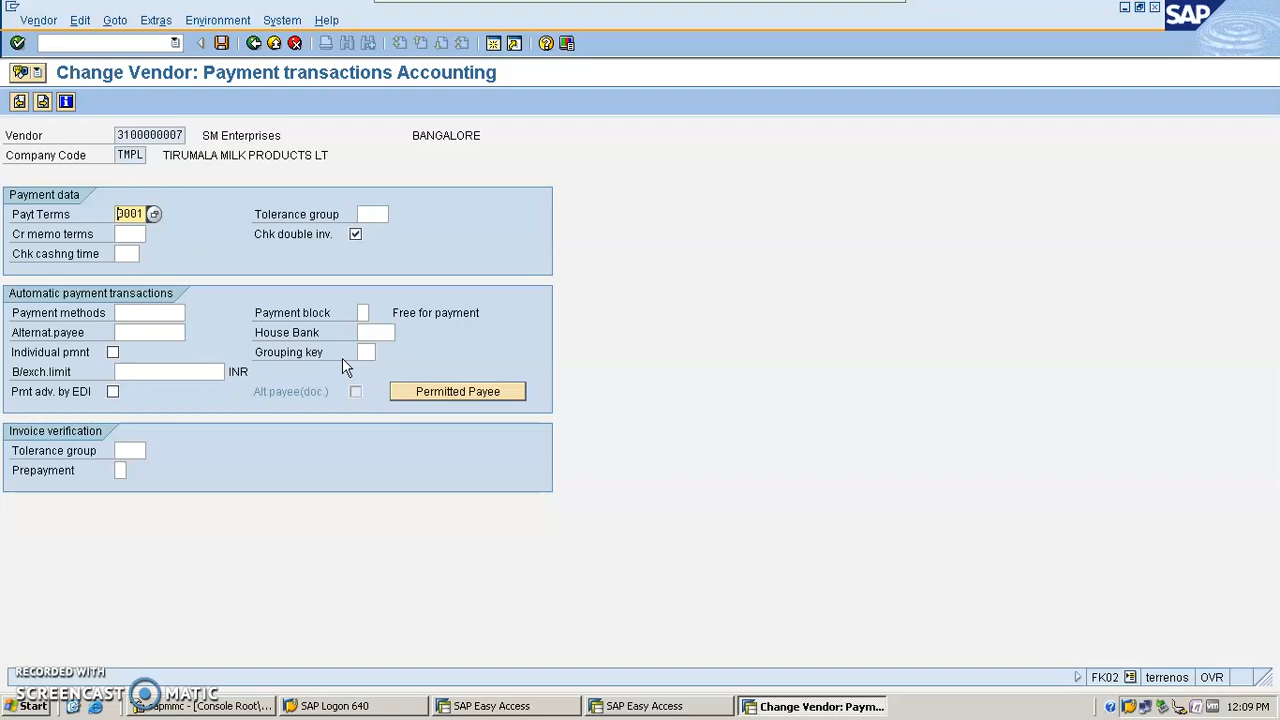 Vendor Edit Goto Extras Environment System Help
SAP
Change Vendor: Payment transactions Accounting
Vendor 3100000007 SM Enterprises BANGALORE
Company Code TMPL TIRUMALA MILK PRODUCTS LT
Payment data
Payt Terms 0001 Tolerance group
Cr memo terms Chk double inv.
Chk cashng time
Automatic payment transactions
Payment methods Payment block Free for payment
Alternat.payee House Bank
Individual pmnt Grouping key
B/exch.limit INR
Pmt adv. by EDI Alt.payee(doc.) Permitted Payee
Invoice verification
Tolerance group
Prepayment
FK02 terrenos OVR
RECORDED WITH
SCREENCAST MATIC
Start - [Console Root\... SAP Logon 640 SAP Easy Access SAP Easy Access Change Vendor: Paym... 12:09 PM